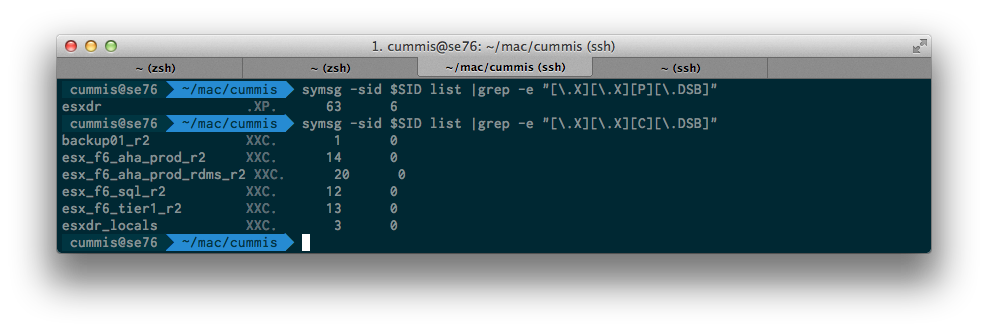 1. cummis@se76: ~/mac/cummis (ssh)
~ (zsh) ~ (zsh) ~/mac/cummis (ssh) ~ (ssh)
cummis@se76 ~/mac/cummis symsg -sid $SID list |grep -e "[\.X][\.X][P][\.DSB]"
esxdr .XP. 63 6
cummis@se76 ~/mac/cummis symsg -sid $SID list |grep -e "[\.X][\.X][C][\.DSB]"
backup01_r2 XXC. 1 0
esx_f6_aha_prod_r2 XXC. 14 0
esx_f6_aha_prod_rdms_r2 XXC. 20 0
esx_f6_sql_r2 XXC. 12 0
esx_f6_tier1_r2 XXC. 13 0
esxdr_locals XXC. 3 0
cummis@se76 ~/mac/cummis